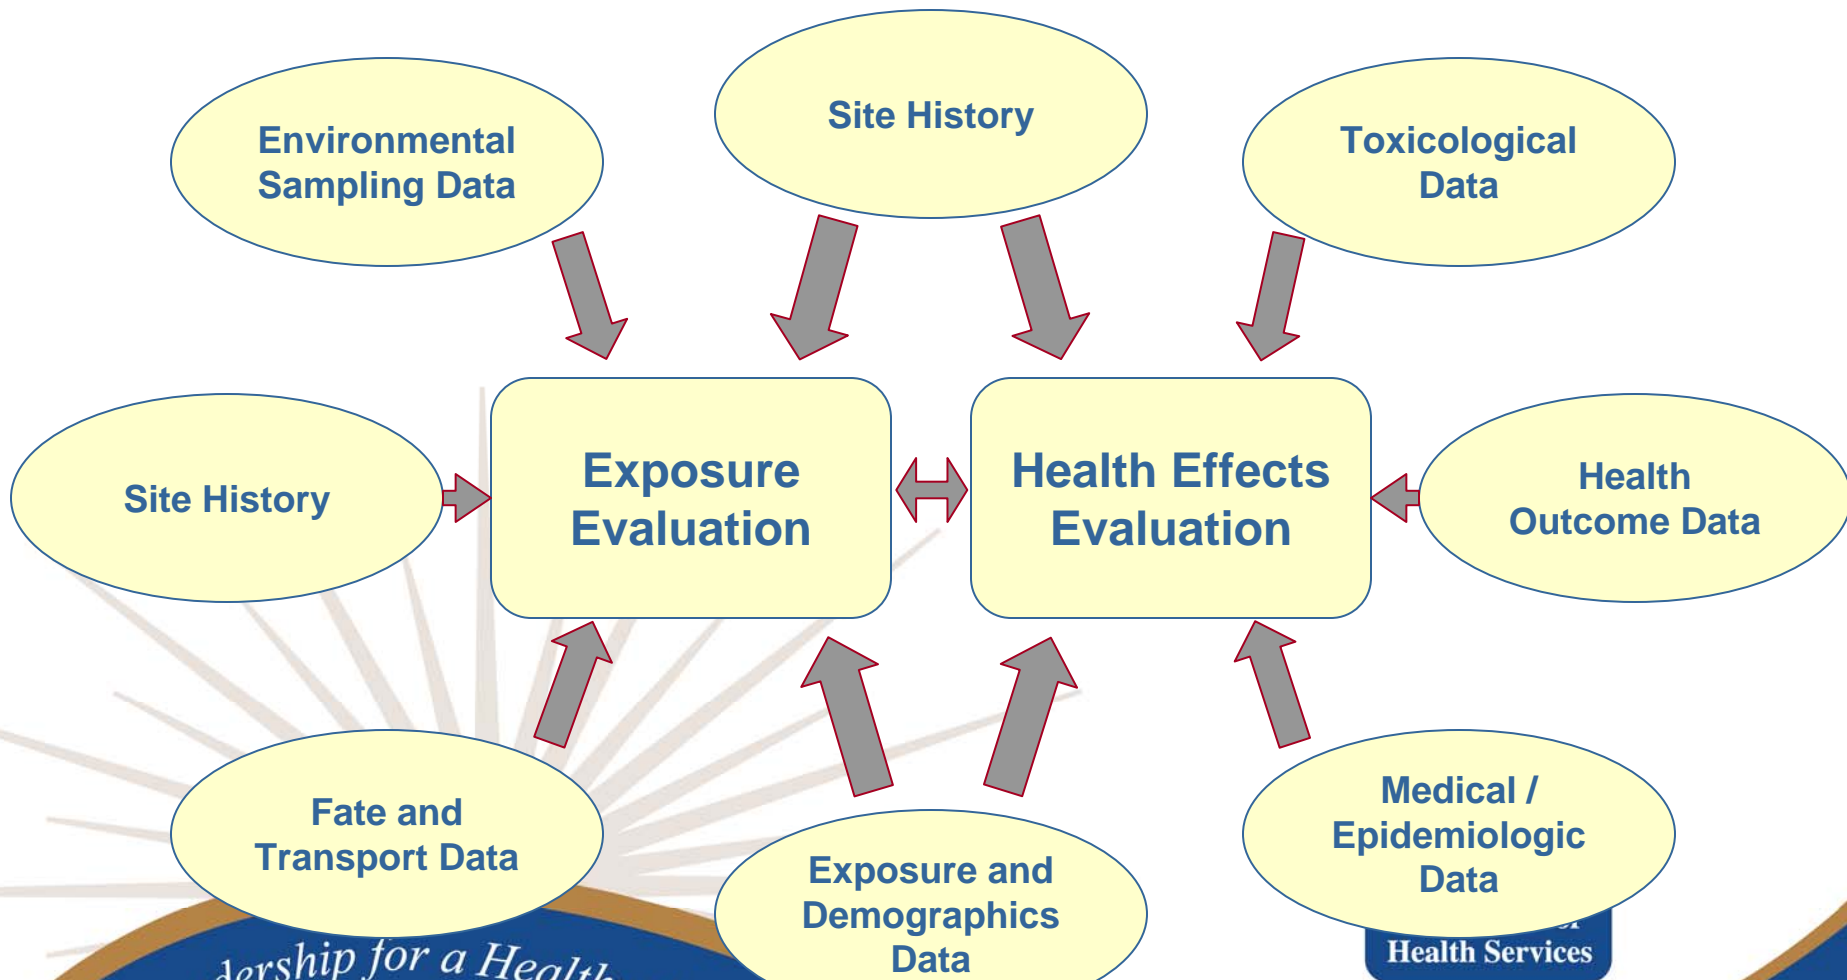 Site History
Environmental
Sampling Data
Toxicological
Data
Site History
Exposure
Evaluation
Health Effects
Evaluation
Health
Outcome Data
Fate and
Transport Data
Exposure and
Demographics
Data
Medical /
Epidemiologic
Data
for a
Health Services